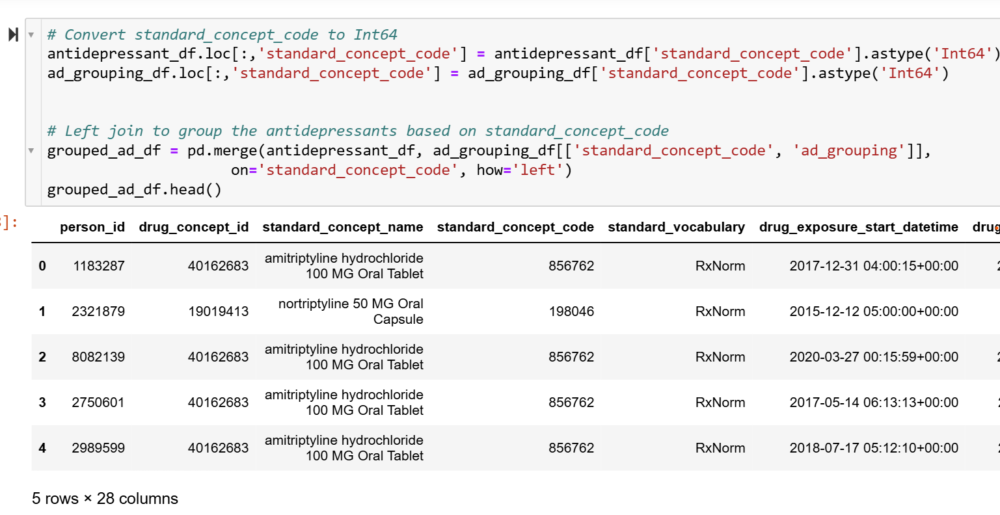 # Convert standard_concept_code to Int64
antidepressant_df.loc[:,'standard_concept_code'] = antidepressant_df['standard_concept_code'].astype('Int64')
ad_grouping_df.loc[:,'standard_concept_code'] = ad_grouping_df['standard_concept_code'].astype('Int64')
# Left join to group the antidepressants based on standard_concept_code
grouped_ad_df = pd.merge(antidepressant_df, ad_grouping_df[['standard_concept_code', 'ad_grouping']],
on='standard_concept_code', how='left')
grouped_ad_df.head()
]:
person_id drug_concept_id standard_concept_name standard_concept_code standard_vocabulary drug_exposure_start_datetime
0 1183287 40162683 amitriptyline hydrochloride 856762 RxNorm 2017-12-31 04:00:15+00:00
100 MG Oral Tablet
1 2321879 19019413 nortriptyline 50 MG Oral 198046 RxNorm 2015-12-12 05:00:00+00:00
Capsule
2 8082139 40162683 amitriptyline hydrochloride 856762 RxNorm 2020-03-27 00:15:59+00:00
100 MG Oral Tablet
3 2750601 40162683 amitriptyline hydrochloride 856762 RxNorm 2017-05-14 06:13:13+00:00
100 MG Oral Tablet
4 2989599 40162683 amitriptyline hydrochloride 856762 RxNorm 2018-07-17 05:12:10+00:00
100 MG Oral Tablet
5 rows × 28 columns